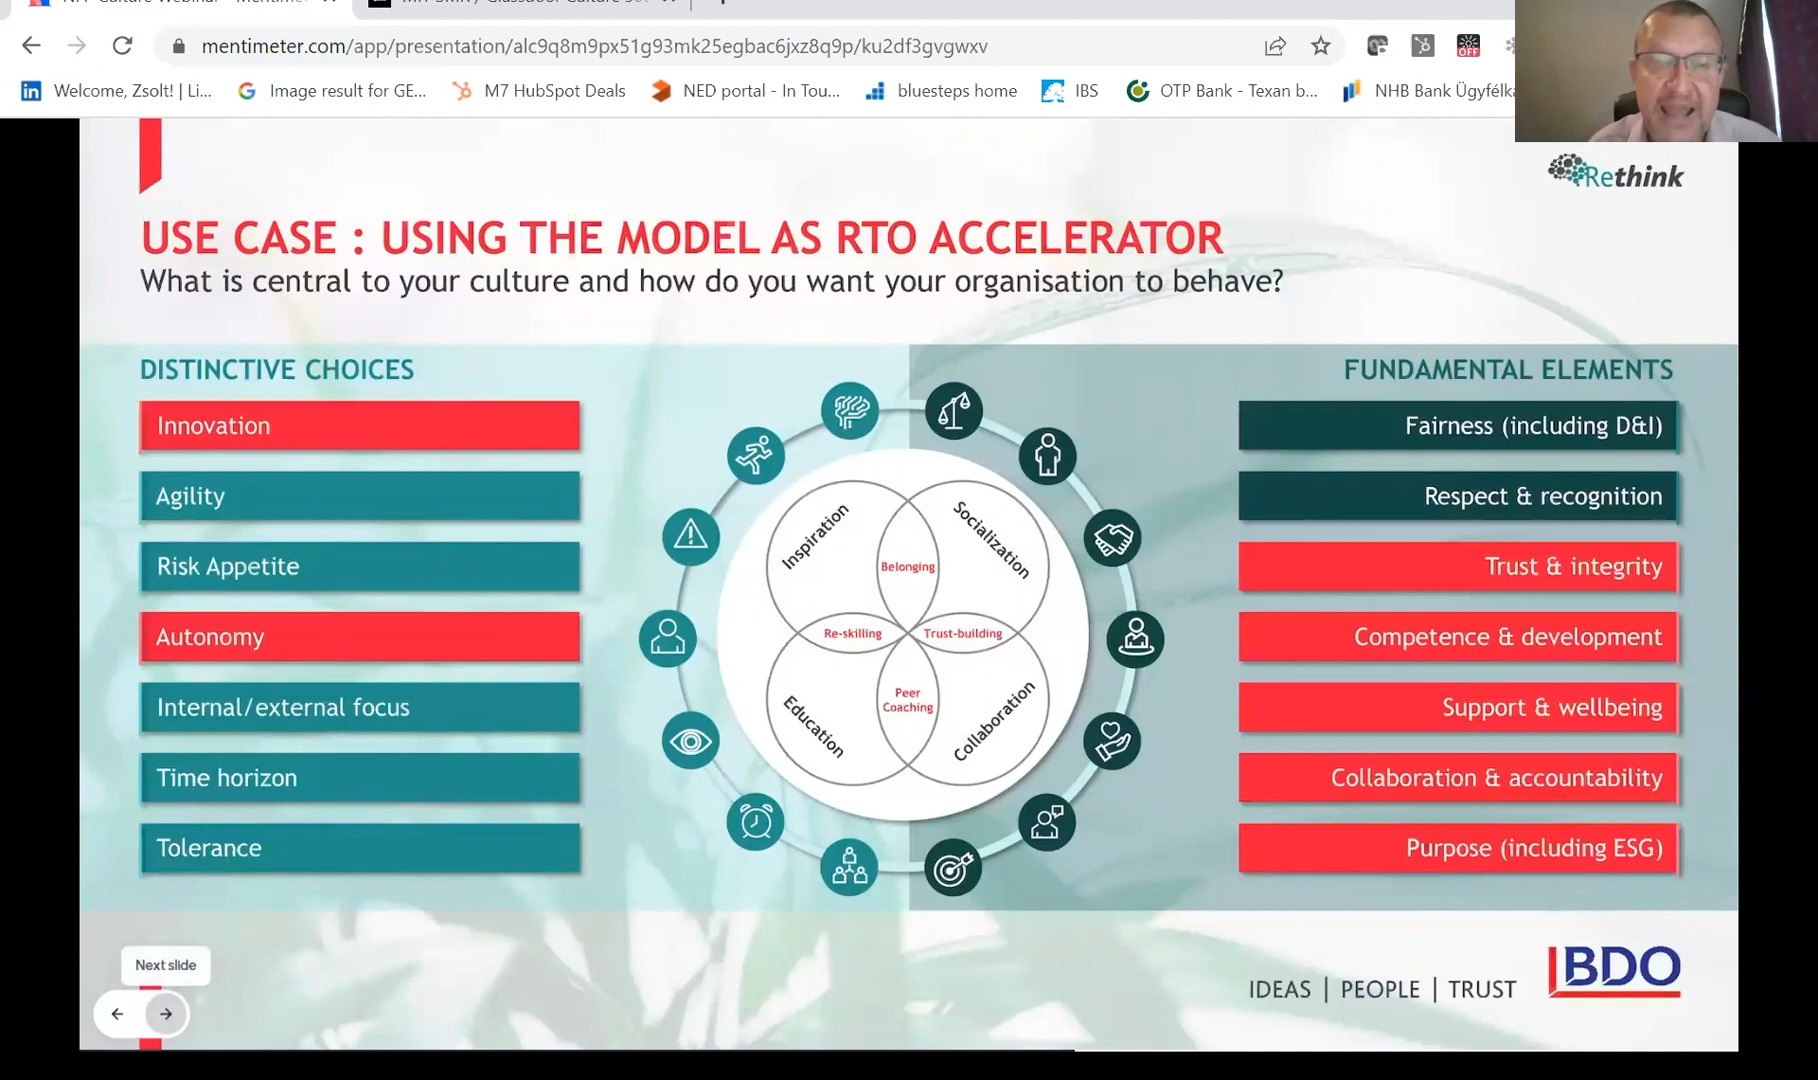 mentimeter.com/app/presentation/alc9q8m9px51g93mk25egbac6jxz8q9p/ku2df3gvgwxv
OFF
Welcome, Zsolt! | Li...
Image result for GE...
M7 HubSpot Deals
NED portal - In Tou...
bluesteps home
IBS
OTP Bank - Texan b...
NHB Bank Ügyfélka
Rethink
USE CASE : USING THE MODEL AS RTO ACCELERATOR
What is central to your culture and how do you want your organisation to behave?
DISTINCTIVE CHOICES
Innovation
Agility
Risk Appetite
Autonomy
Internal/external focus
Time horizon
Tolerance
Inspiration
Socialization
Belonging
Re-skilling
Trust-building
Peer
Coaching
Education
Collaboration
FUNDAMENTAL ELEMENTS
Fairness (including D&I)
Respect & recognition
Trust & integrity
Competence & development
Support & wellbeing
Collaboration & accountability
Purpose (including ESG)
Next slide
IDEAS | PEOPLE | TRUST
BDO